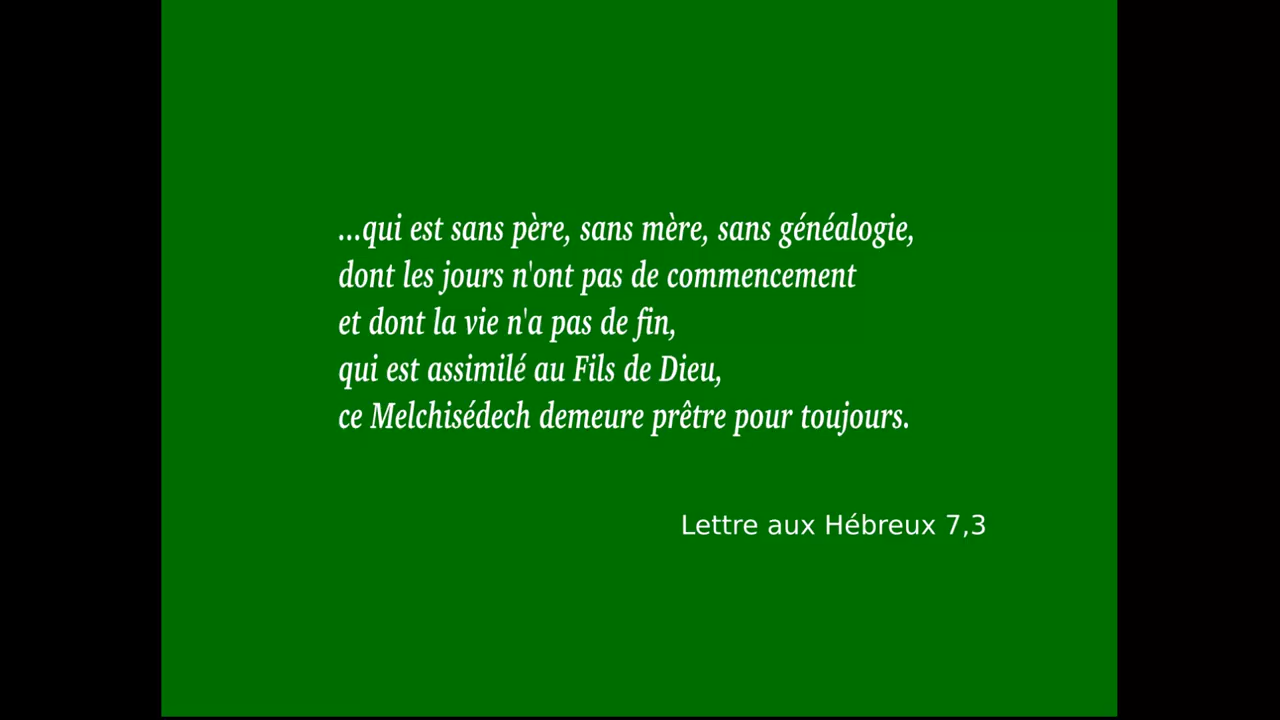 ...qui est sans père, sans mère, sans généalogie,
dont les jours n'ont pas de commencement
et dont la vie n'a pas de fin,
qui est assimilé au Fils de Dieu,
ce Melchisédech demeure prêtre pour toujours.
Lettre aux Hébreux 7,3